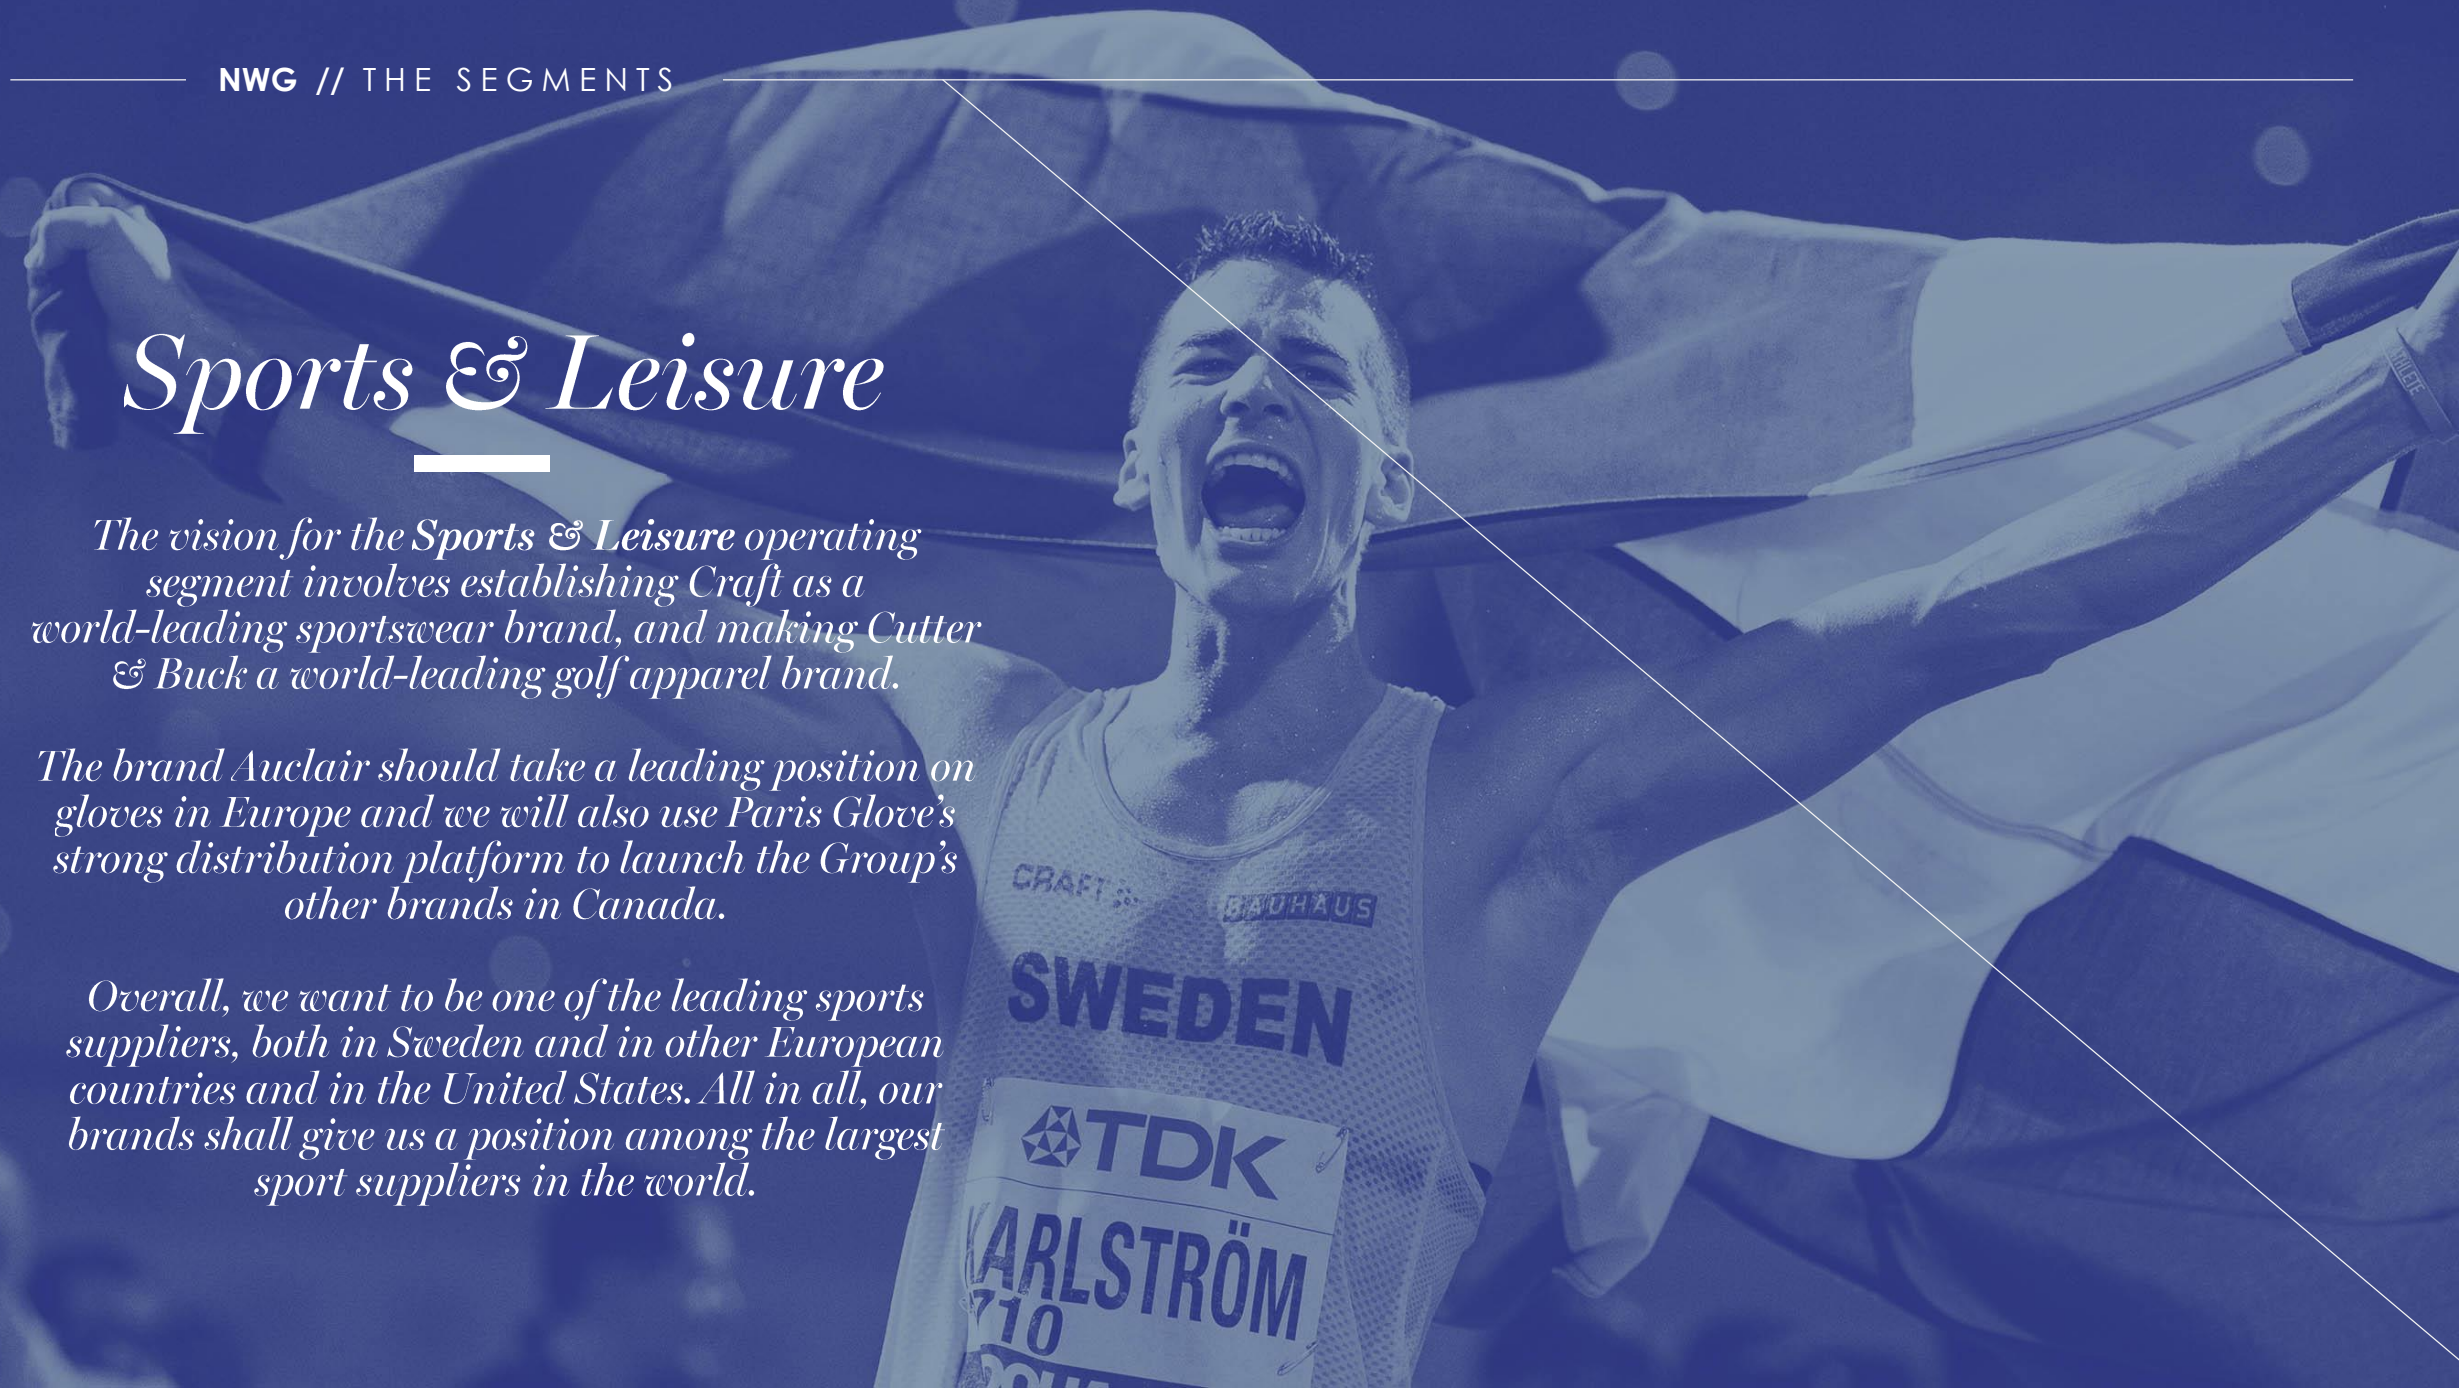 NWG // THE SEGMENTS
Sports & Leisure
The vision for the Sports & Leisure operating
segment involves establishing Craft as a
world-leading sportswear brand, and making Cutter
& Buck a world-leading golf apparel brand.
The brand Auclair should take a leading position on
gloves in Europe and we will also use Paris Glove's
strong distribution platform to launch the Group's
other brands in Canada.
Overall, we want to be one of the leading sports
suppliers, both in Sweden and in other European
countries and in the United States. All in all, our
brands shall give us a position among the largest
sport suppliers in the world.
CRAFT
BAUHAUS
SWEDEN
TDK
KARLSTRÖM
710